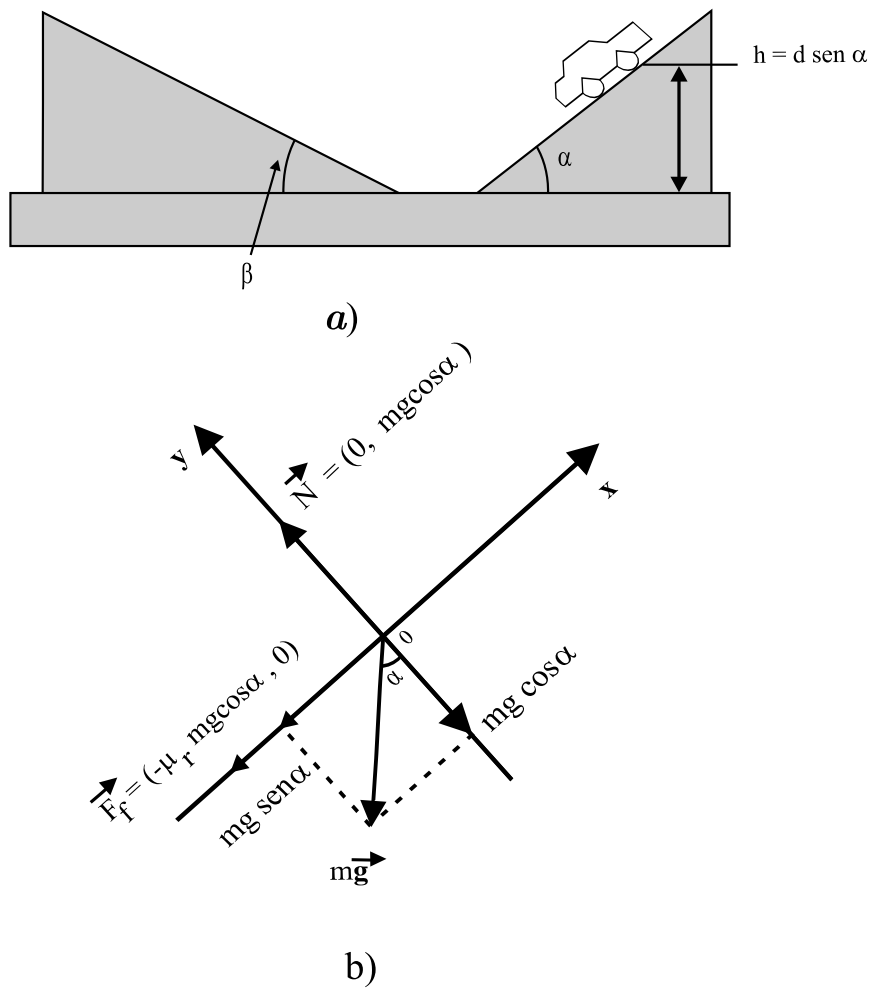 h = d sen α
α
β
a)
y
N = (0, mgcosα )
x
0
α
mg cosα
F_f = (-μ_r mgcosα , 0)
mg senα
mg
b)